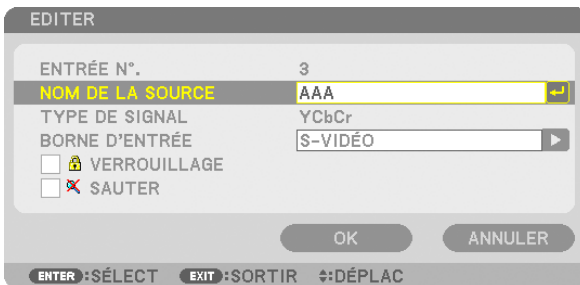 EDITER
ENTRÉE N°. 3
NOM DE LA SOURCE AAA
TYPE DE SIGNAL YCbCr
BORNE D'ENTRÉE S-VIDÉO
VERROUILLAGE
SAUTER
OK ANNULER
ENTER :SÉLECT EXIT :SORTIR :DÉPLAC